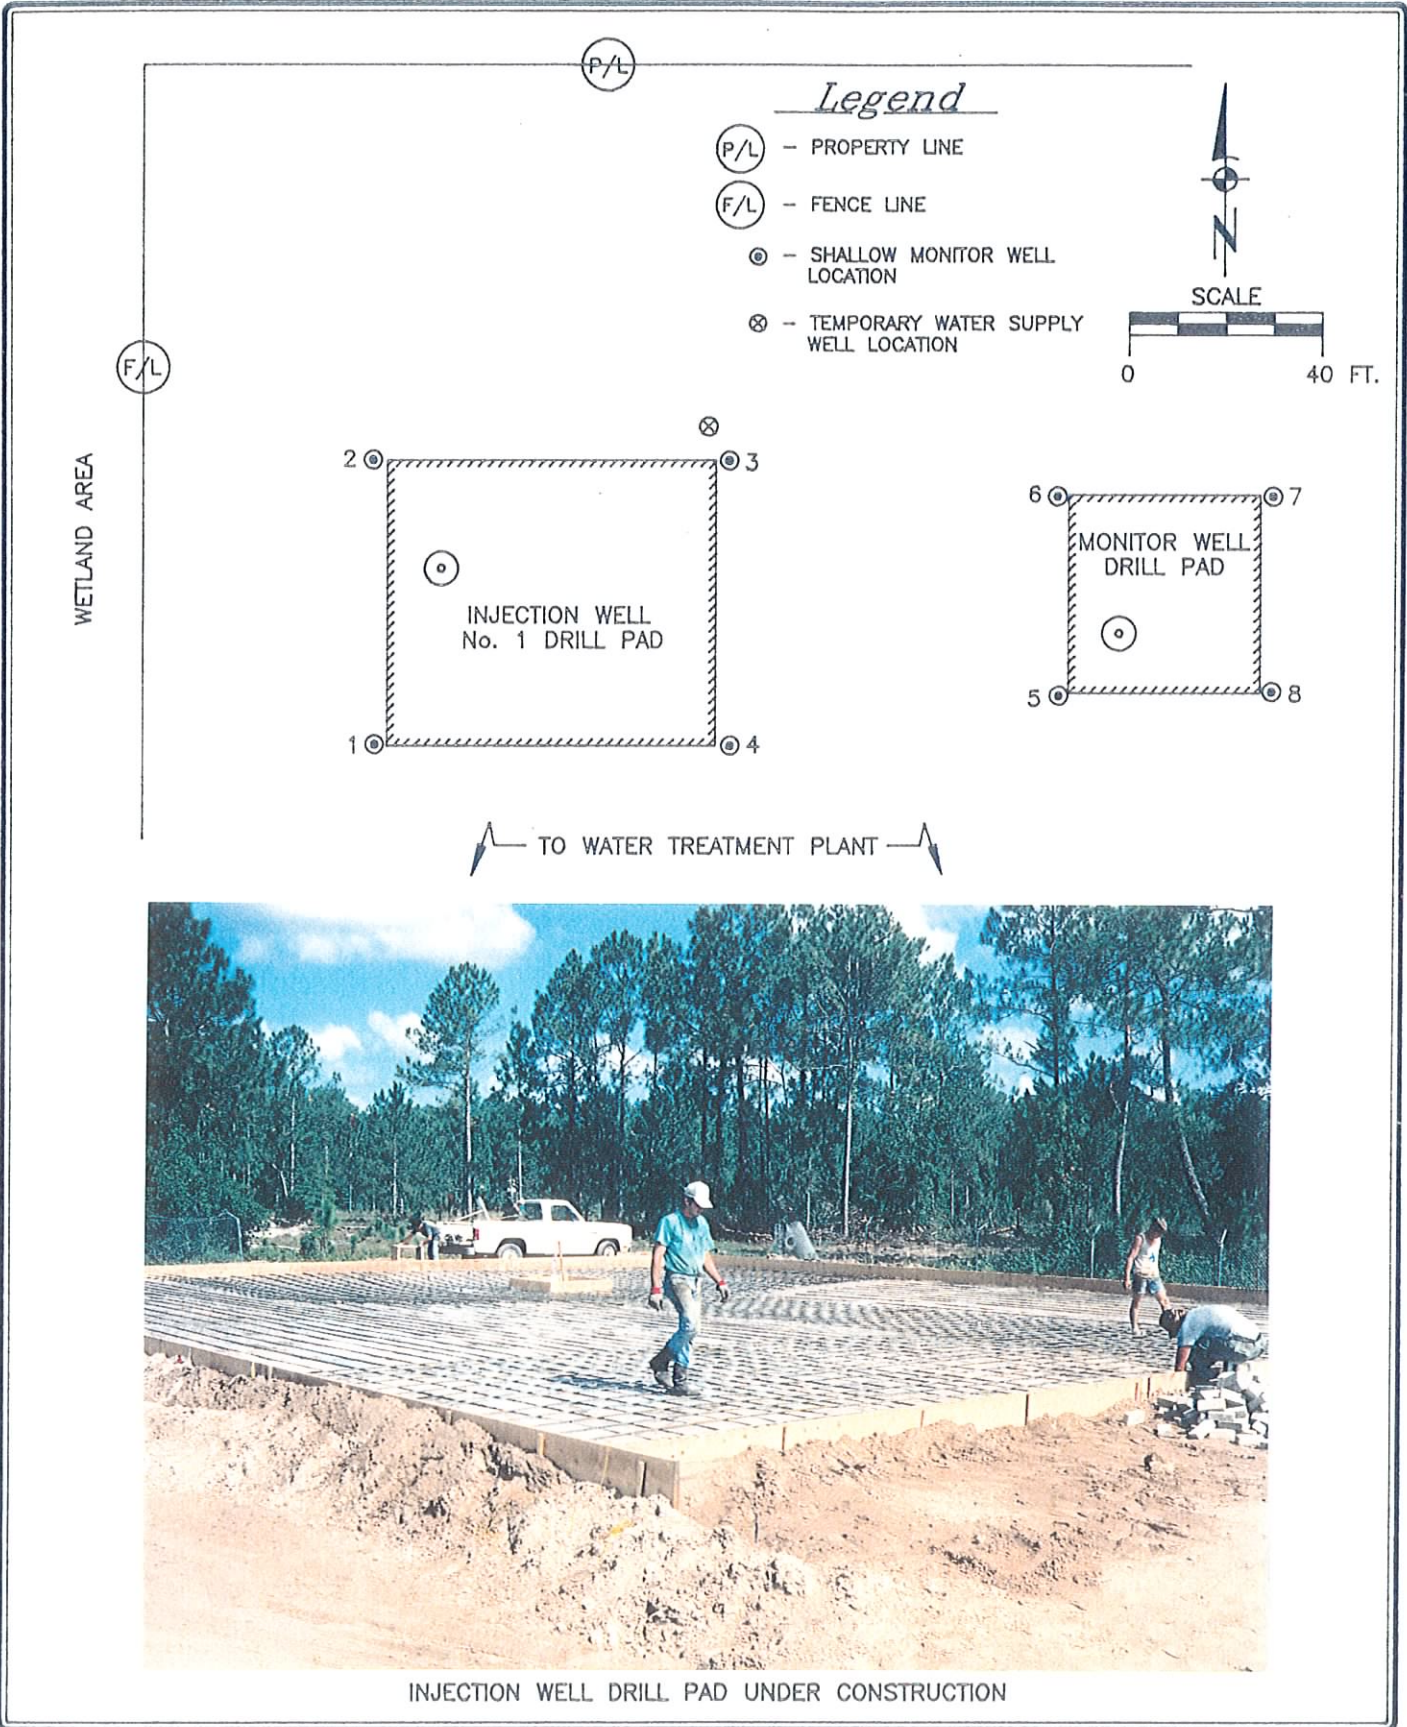 P/L
Legend
P/L - PROPERTY LINE
F/L - FENCE LINE
- SHALLOW MONITOR WELL
LOCATION
- TEMPORARY WATER SUPPLY
WELL LOCATION
N
SCALE
0 40 FT.
F/L
WETLAND AREA
2 3
INJECTION WELL
No. 1 DRILL PAD
1 4
6 7
MONITOR WELL
DRILL PAD
5 8
TO WATER TREATMENT PLANT
INJECTION WELL DRILL PAD UNDER CONSTRUCTION